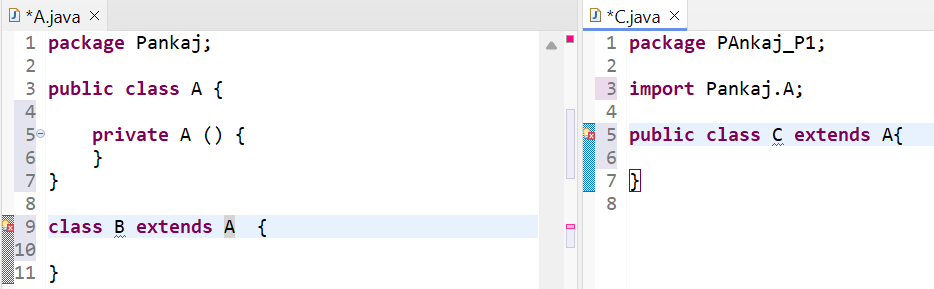 *A.java
1 package Pankaj;
2
3 public class A {
4
5 private A () {
6 }
7 }
8
9 class B extends A {
10
11 }
*C.java
1 package PAnkaj_P1;
2
3 import Pankaj.A;
4
5 public class C extends A{
6
7 }
8